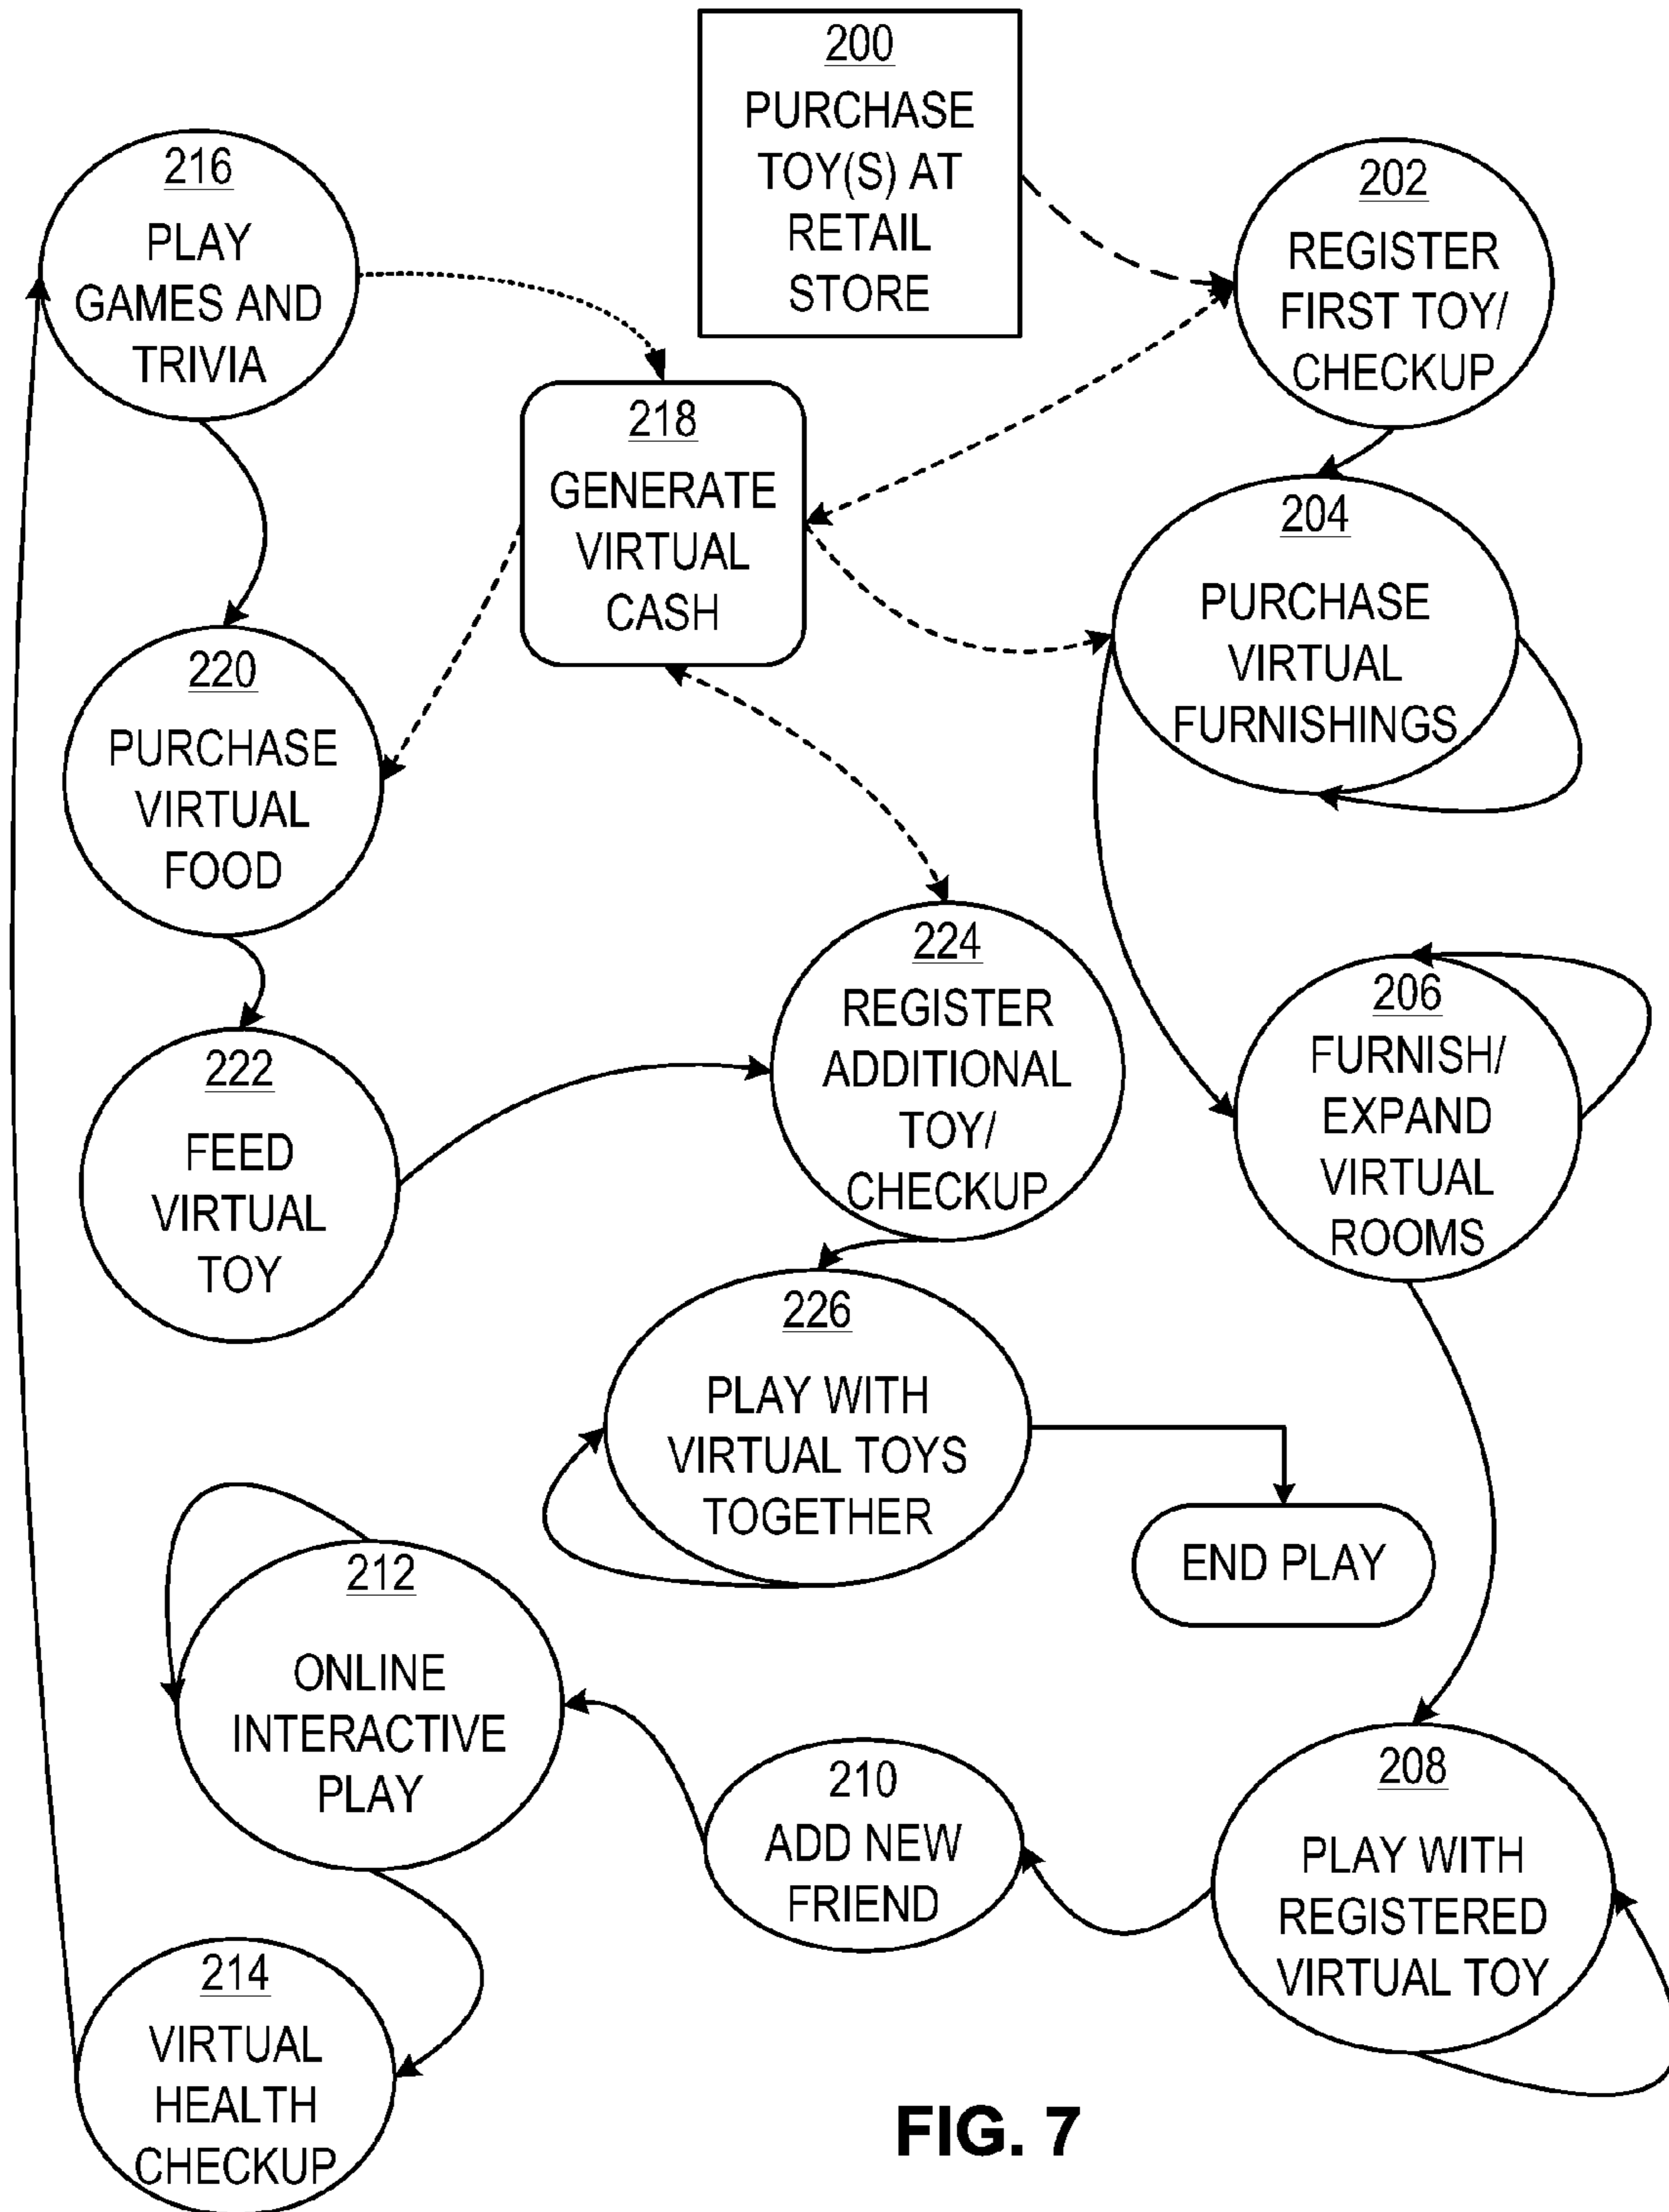 200
PURCHASE
TOY(S) AT
RETAIL
STORE
216
PLAY
GAMES AND
TRIVIA
202
REGISTER
FIRST TOY/
CHECKUP
218
GENERATE
VIRTUAL
CASH
204
PURCHASE
VIRTUAL
FURNISHINGS
220
PURCHASE
VIRTUAL
FOOD
224
REGISTER
ADDITIONAL
TOY/
CHECKUP
206
FURNISH/
EXPAND
VIRTUAL
ROOMS
222
FEED
VIRTUAL
TOY
226
PLAY WITH
VIRTUAL TOYS
TOGETHER
END PLAY
212
ONLINE
INTERACTIVE
PLAY
210
ADD NEW
FRIEND
208
PLAY WITH
REGISTERED
VIRTUAL TOY
214
VIRTUAL
HEALTH
CHECKUP
FIG. 7